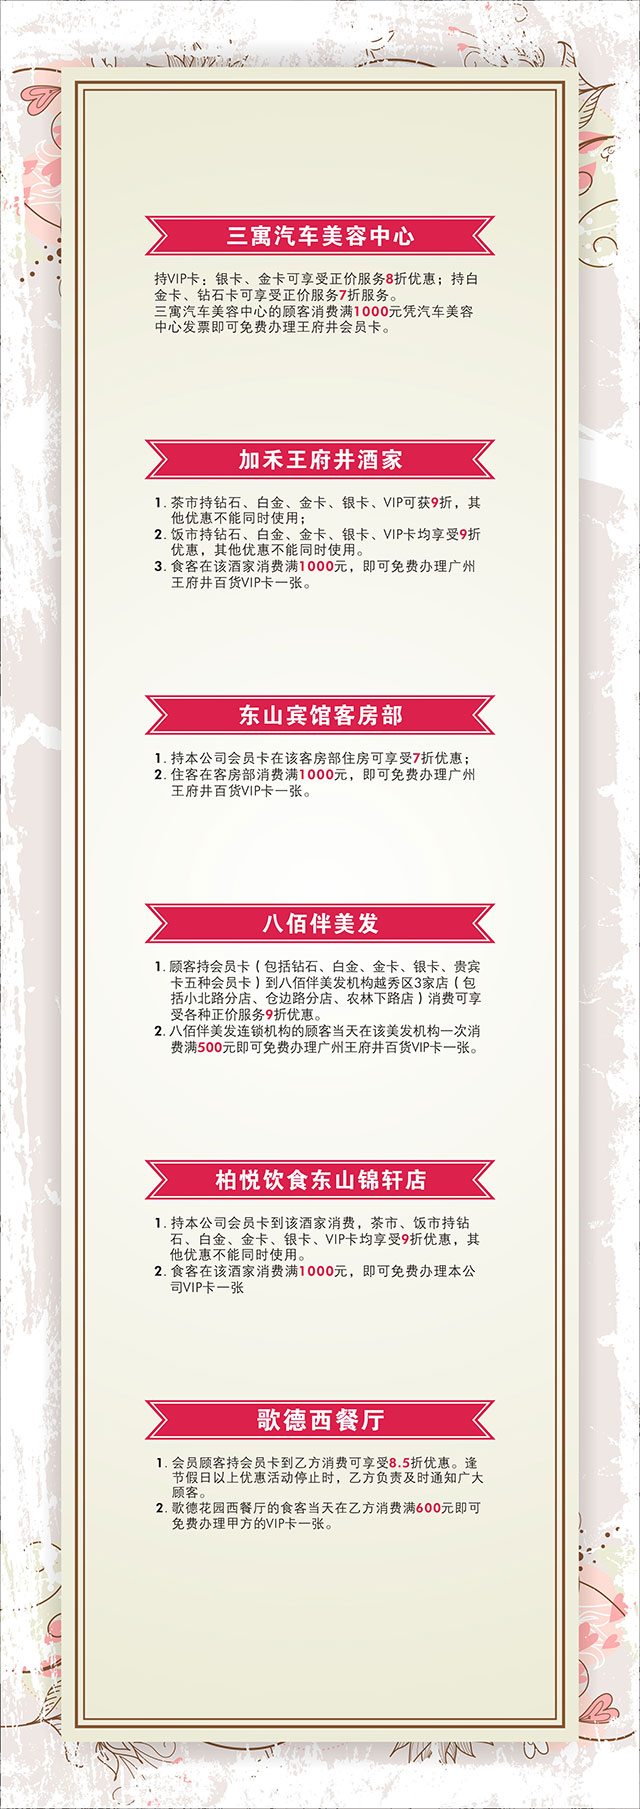 三寓汽车美容中心
持VIP卡：银卡、金卡可享受正价服务8折优惠；持白
金卡、钻石卡可享受正价服务7折服务。
三寓汽车美容中心的顾客消费满1000元凭汽车美容
中心发票即可免费办理王府井会员卡。
加禾王府井酒家
1. 茶市持钻石、白金、金卡、银卡、VIP可获9折，其
他优惠不能同时使用；
2. 饭市持钻石、白金、金卡、银卡、VIP卡均享受9折
优惠，其他优惠不能同时使用。
3. 食客在该酒家消费满1000元，即可免费办理广州
王府井百货VIP卡一张。
东山宾馆客房部
1. 持本公司会员卡在该客房部住房可享受7折优惠；
2. 住客在客房部消费满1000元，即可免费办理广州
王府井百货VIP卡一张。
八佰伴美发
1. 顾客持会员卡（包括钻石、白金、金卡、银卡、贵宾
卡五种会员卡）到八佰伴美发机构越秀区3家店（包
括小北路分店、仓边路分店、农林下路店）消费可享
受各种正价服务9折优惠。
2. 八佰伴美发连锁机构的顾客当天在该美发机构一次消
费满500元即可免费办理广州王府井百货VIP卡一张。
柏悦饮食东山锦轩店
1. 持本公司会员卡到该酒家消费，茶市、饭市持钻
石、白金、金卡、银卡、VIP卡均享受9折优惠，其
他优惠不能同时使用。
2. 食客在该酒家消费满1000元，即可免费办理本公
司VIP卡一张
歌德西餐厅
1. 会员顾客持会员卡到乙方消费可享受8.5折优惠。逢
节假日以上优惠活动停止时，乙方负责及时通知广大
顾客。
2. 歌德花园西餐厅的食客当天在乙方消费满600元即可
免费办理甲方的VIP卡一张。